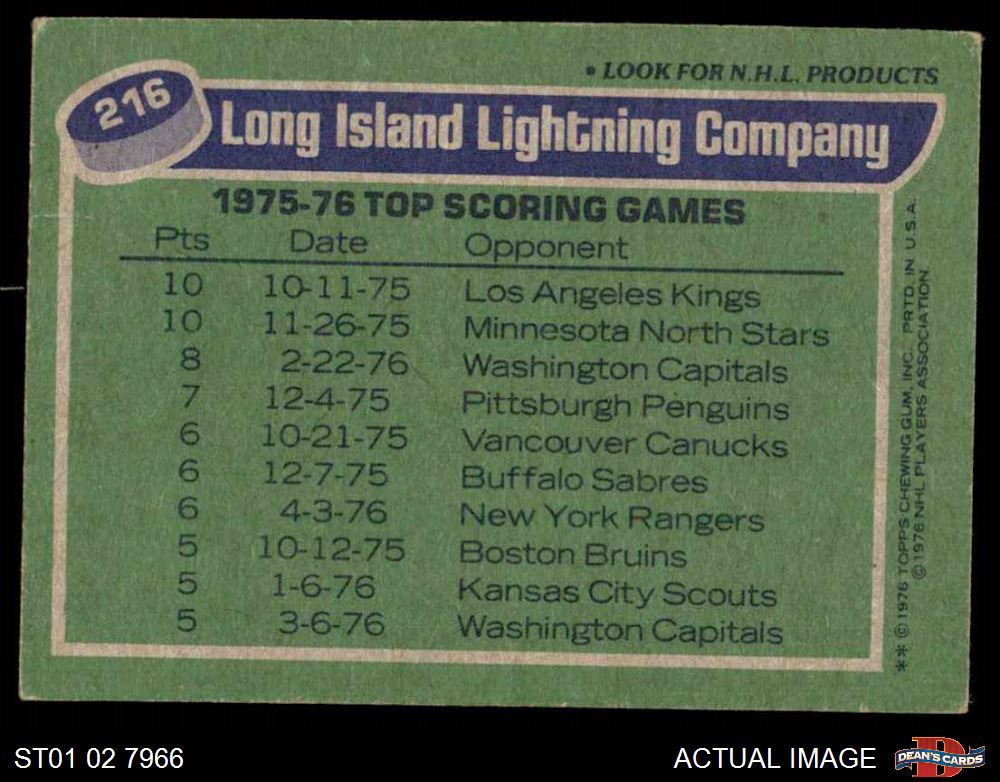 • LOOK FOR N.H.L. PRODUCTS
216
Long Island Lightning Company
1975-76 TOP SCORING GAMES
Pts Date Opponent
10 10-11-75 Los Angeles Kings
10 11-26-75 Minnesota North Stars
8 2-22-76 Washington Capitals
7 12-4-75 Pittsburgh Penguins
6 10-21-75 Vancouver Canucks
6 12-7-75 Buffalo Sabres
6 4-3-76 New York Rangers
5 10-12-75 Boston Bruins
5 1-6-76 Kansas City Scouts
5 3-6-76 Washington Capitals
** © 1976 TOPPS CHEWING GUM, INC. PRTD. IN U.S.A.
© 1976 NHL PLAYERS ASSOCIATION.
ST01 02 7966
ACTUAL IMAGE
D
DEAN'S CARDS